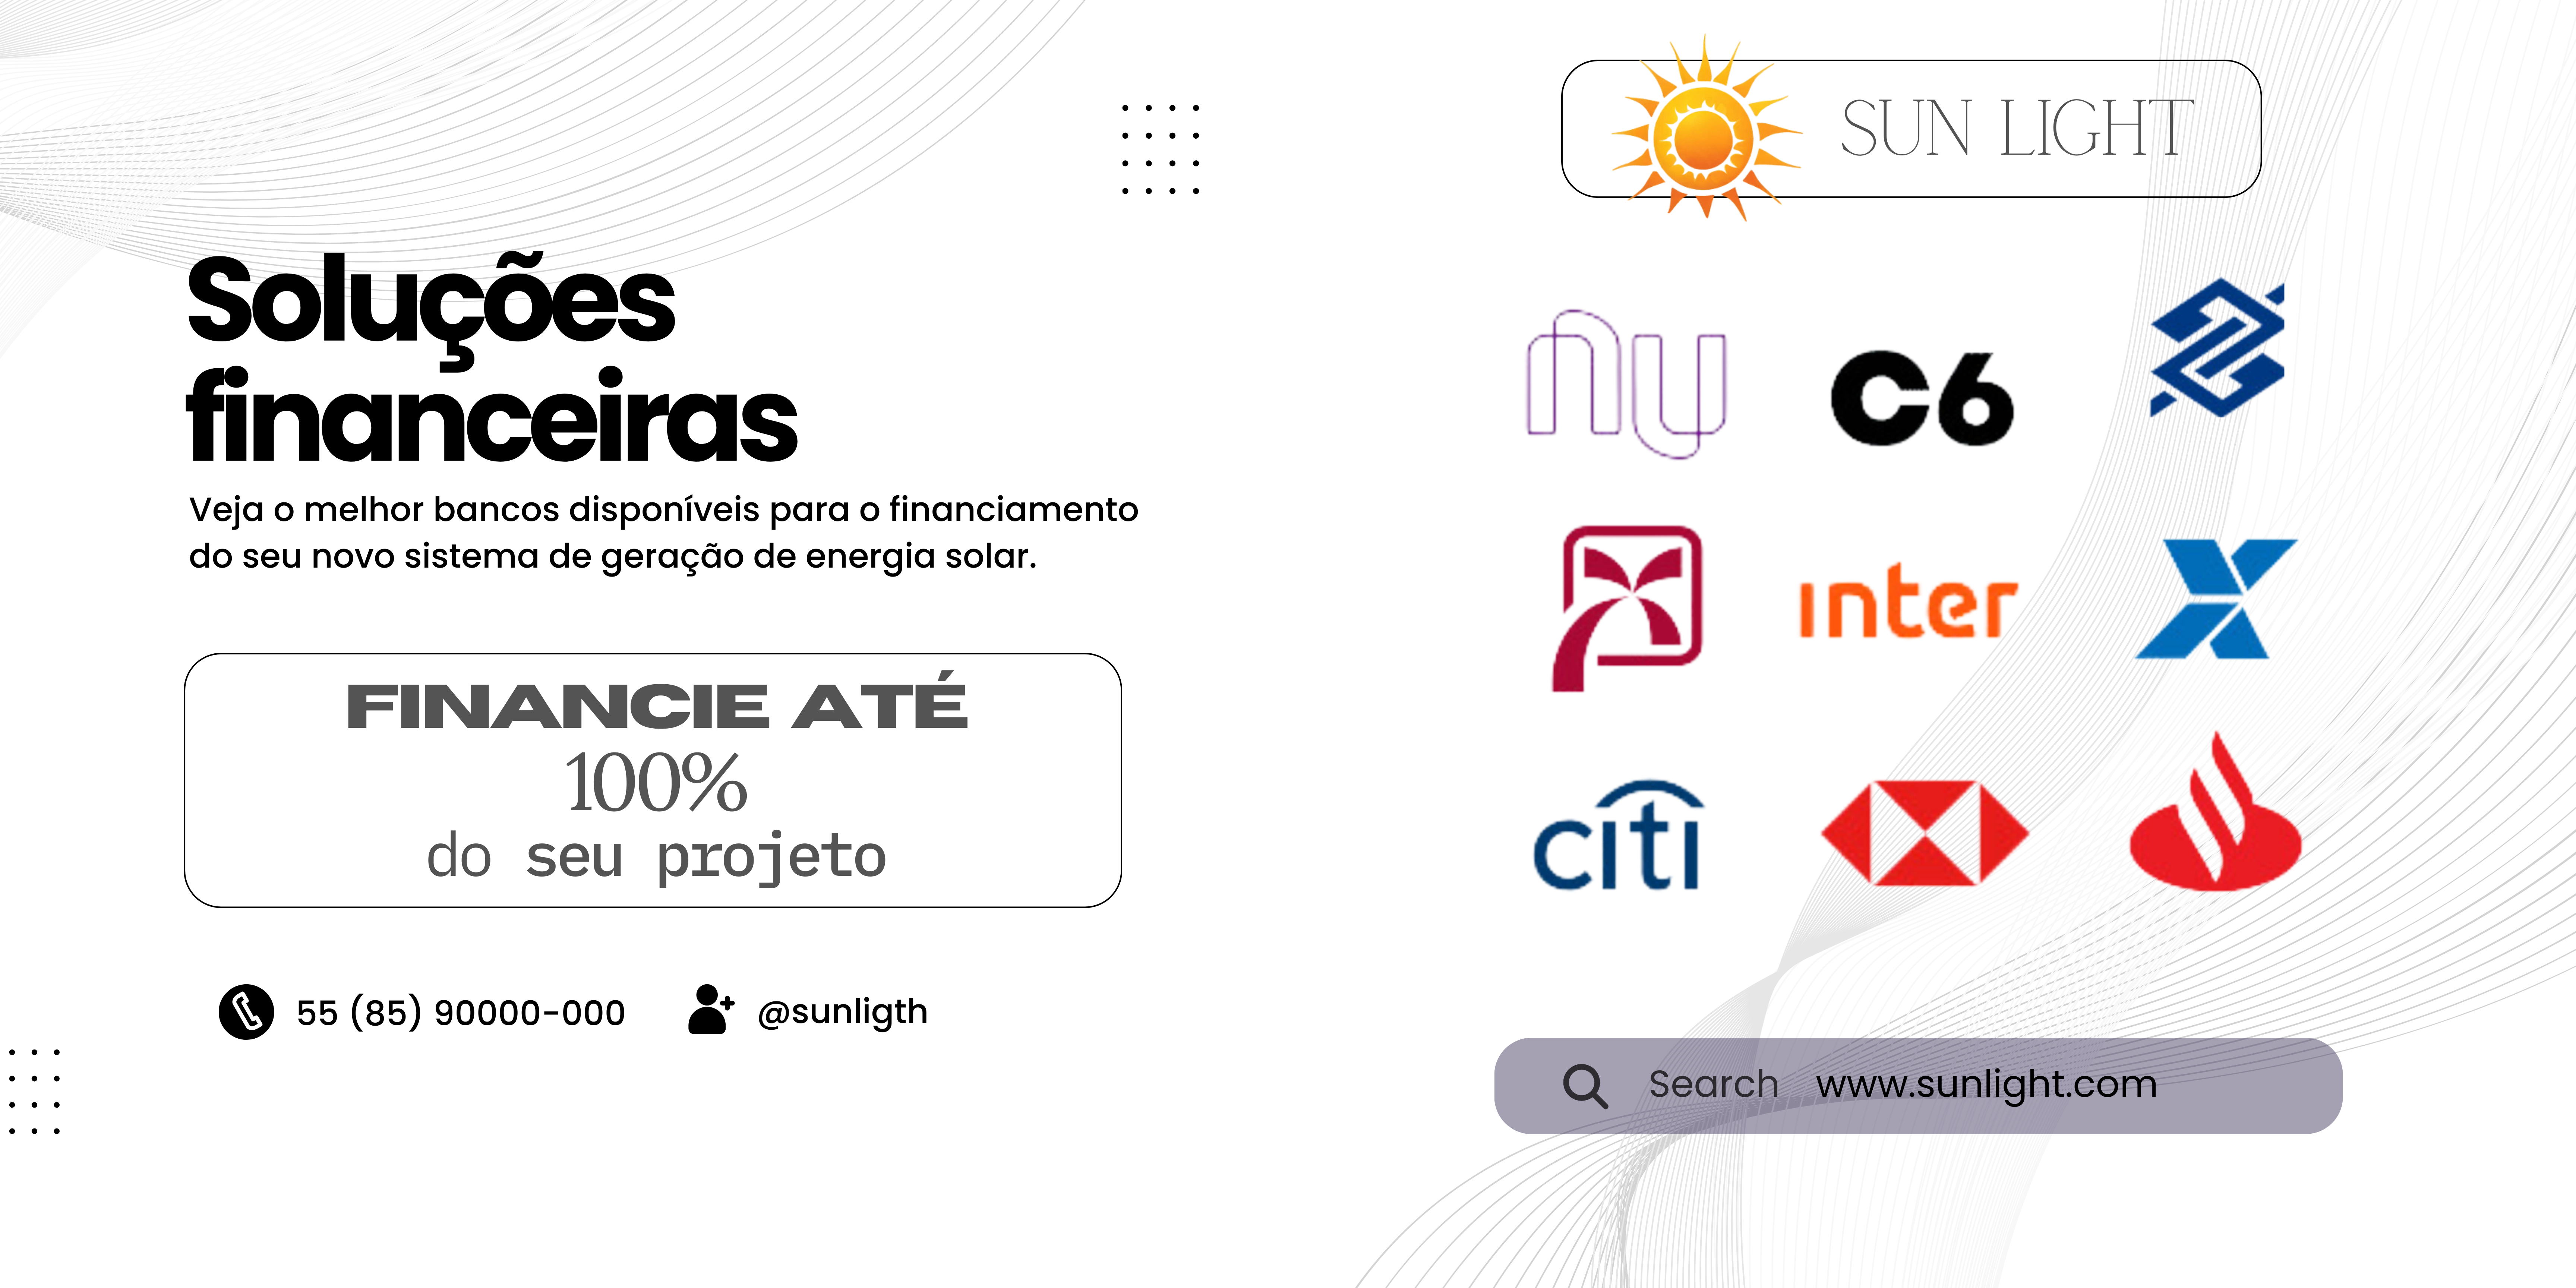 Soluções
financeiras
Veja o melhor bancos disponíveis para o financiamento
do seu novo sistema de geração de energia solar.
FINANCIE ATÉ
100%
do seu projeto
55 (85) 90000-000
@sunligth
SUN LIGHT
nu
C6
inter
citi
Search www.sunlight.com